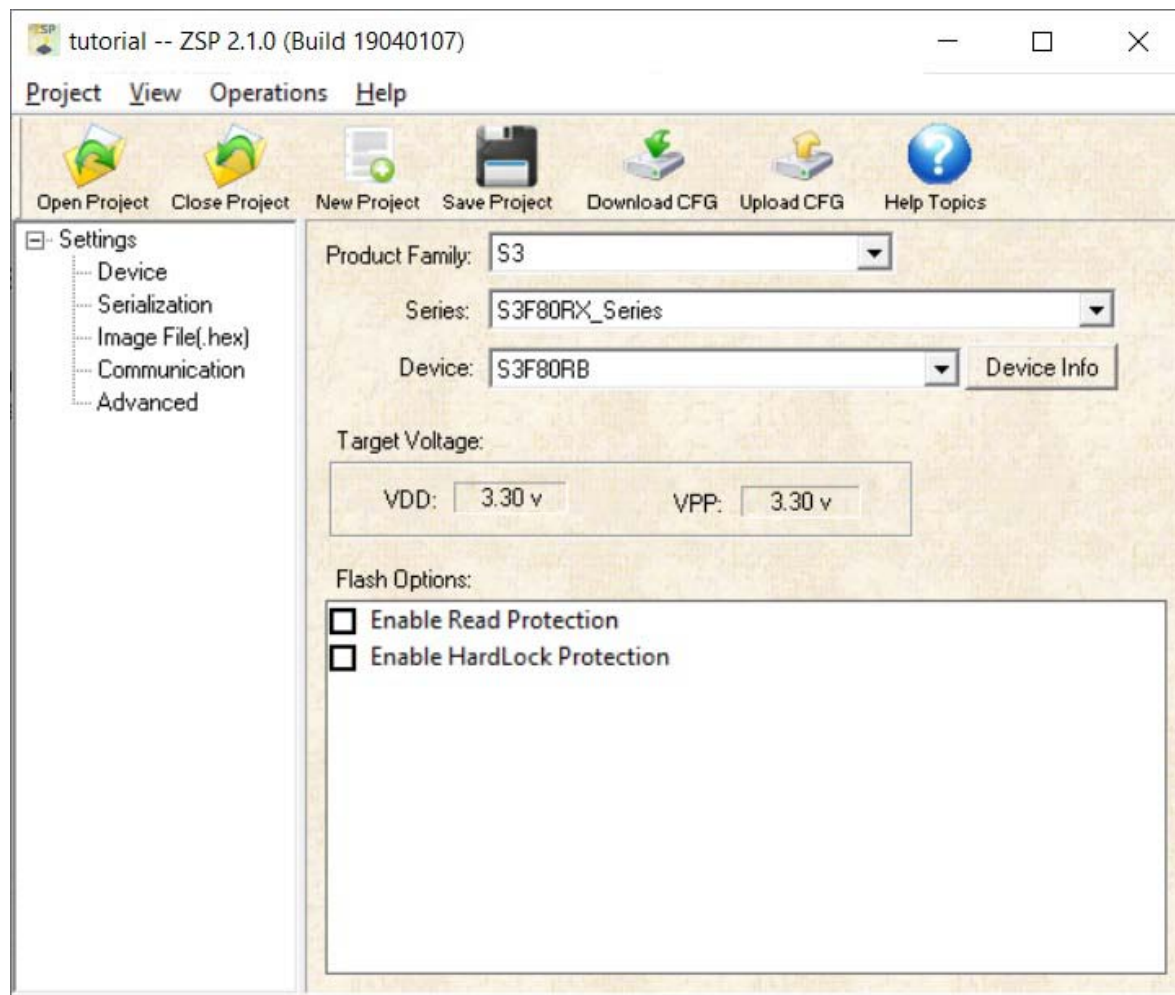 tutorial -- ZSP 2.1.0 (Build 19040107)
Project View Operations Help
Open Project Close Project New Project Save Project Download CFG Upload CFG Help Topics
Settings
Device
Serialization
Image File(.hex)
Communication
Advanced
Product Family: S3
Series: S3F80RX_Series
Device: S3F80RB Device Info
Target Voltage:
VDD: 3.30 v VPP: 3.30 v
Flash Options:
Enable Read Protection
Enable HardLock Protection